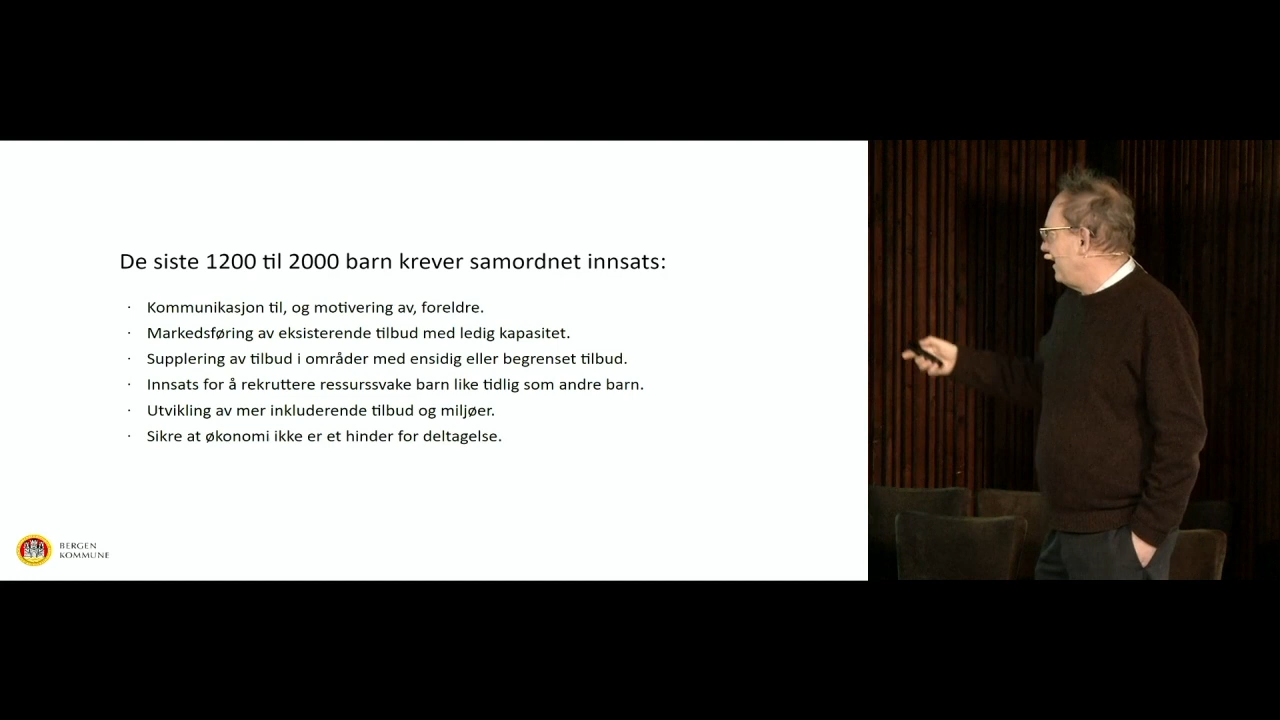 De siste 1200 til 2000 barn krever samordnet innsats:
· Kommunikasjon til, og motivering av, foreldre.
· Markedsføring av eksisterende tilbud med ledig kapasitet.
· Supplering av tilbud i områder med ensidig eller begrenset tilbud.
· Innsats for å rekruttere ressurssvake barn like tidlig som andre barn.
· Utvikling av mer inkluderende tilbud og miljøer.
· Sikre at økonomi ikke er et hinder for deltagelse.
BERGEN
KOMMUNE